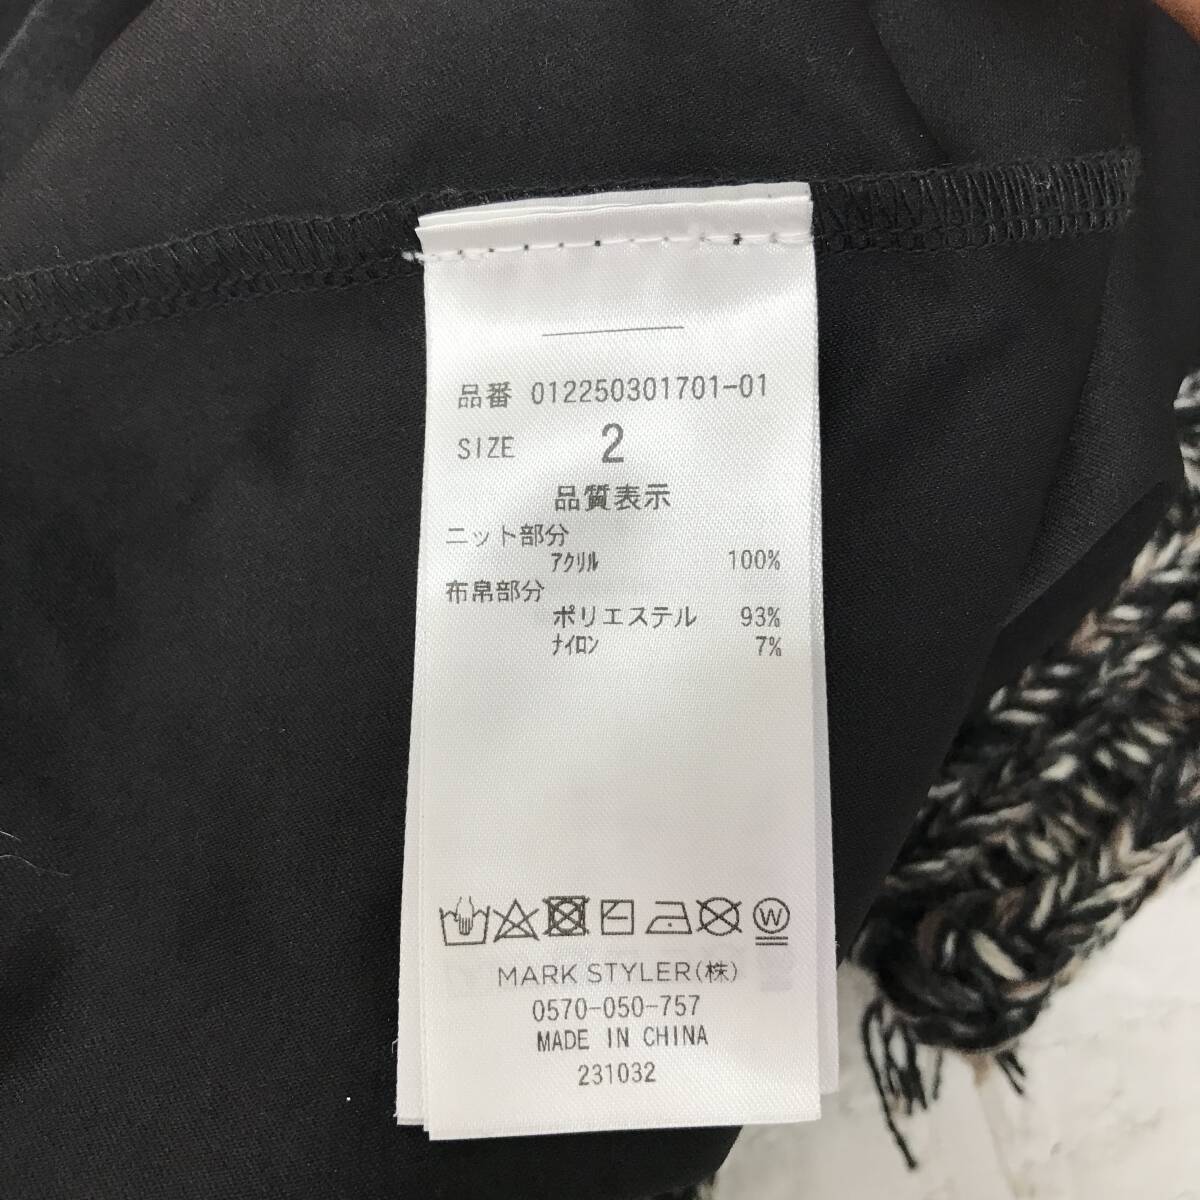 品番 012250301701-01
SIZE 2
品質表示
ニット部分
ｱｸﾘﾙ 100%
布帛部分
ポリエステル 93%
ﾅｲﾛﾝ 7%
W
MARK STYLER(株)
0570-050-757
MADE IN CHINA
231032